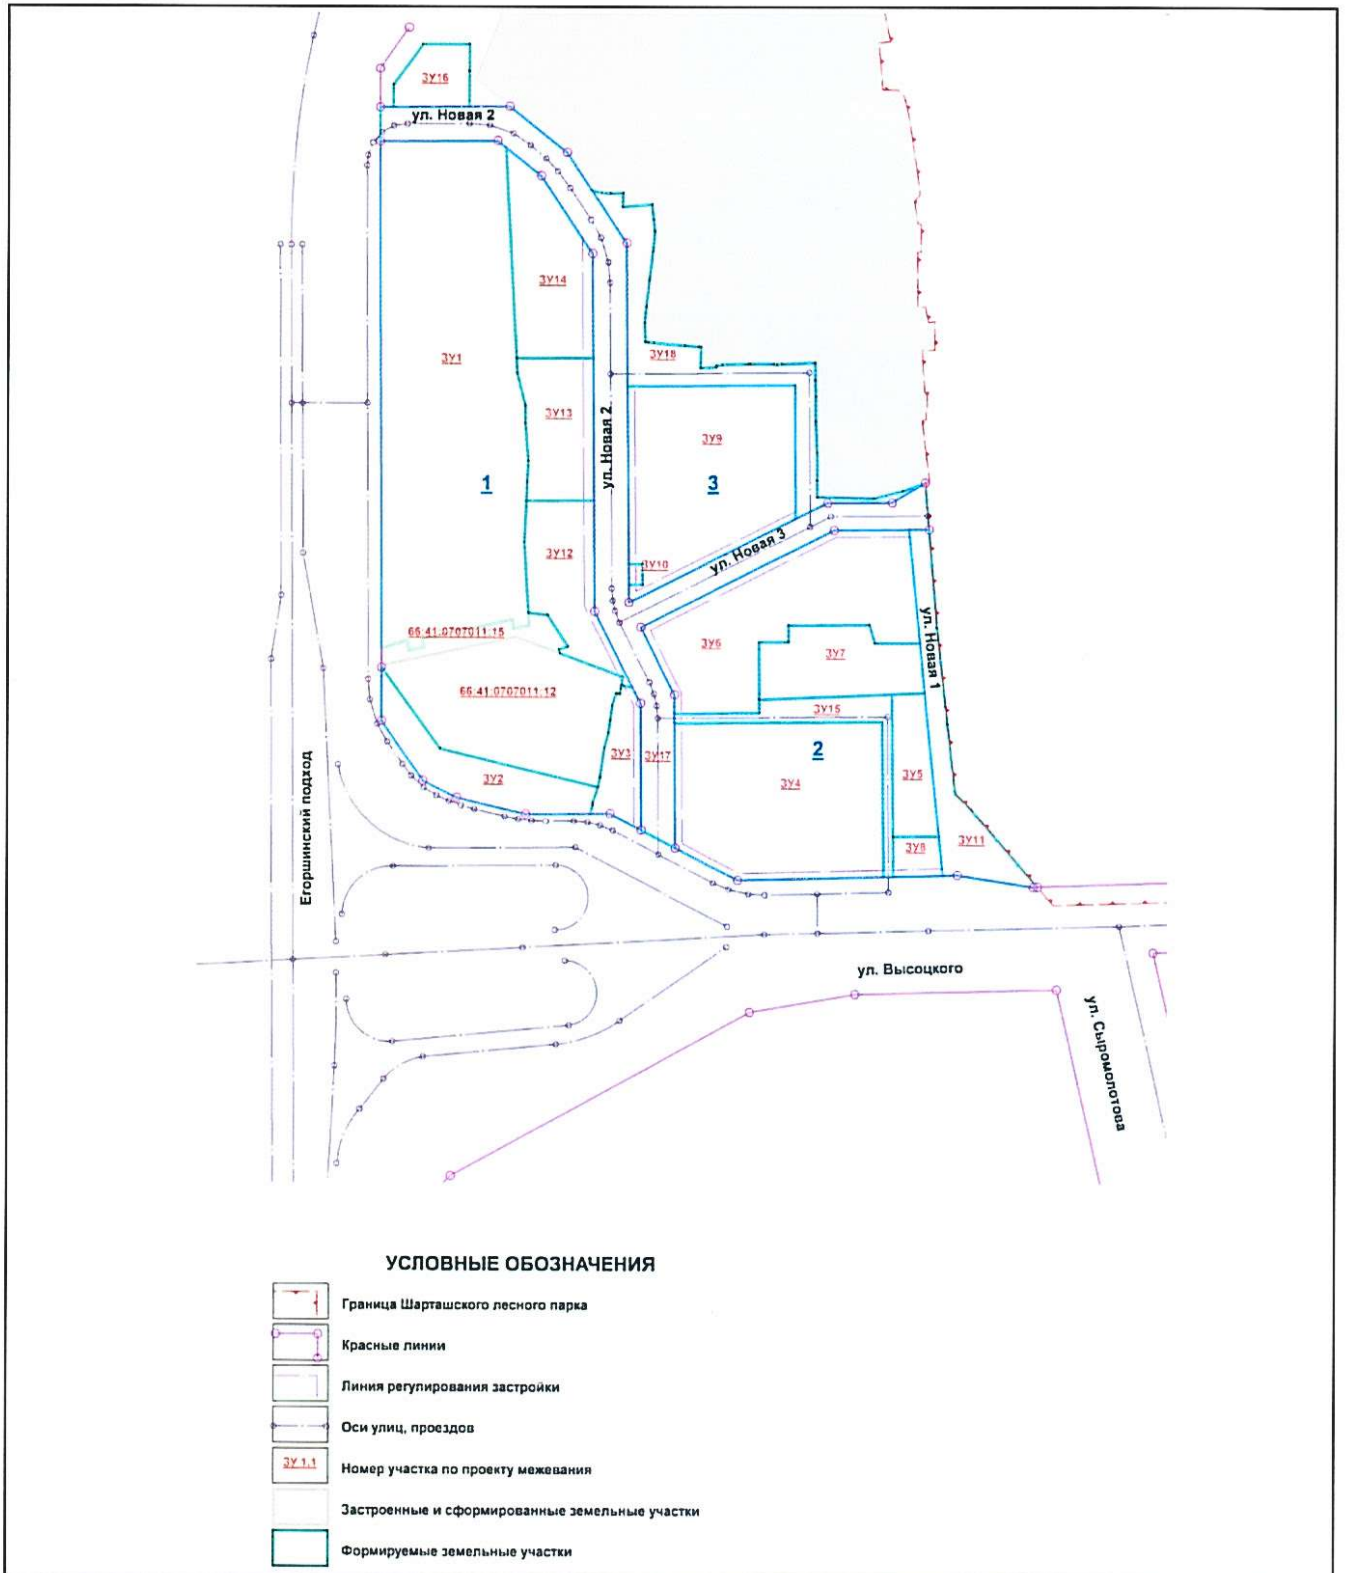 ЗУ16
ул. Новая 2
ЗУ14
ЗУ1
ЗУ18
ЗУ13
ул. Новая 2
ЗУ9
1
3
ЗУ12
ул. Новая 3
ЗУ10
66:41:0707011:15
ЗУ6
ЗУ7
ул. Новая 1
66:41:0707011:12
ЗУ15
ЗУ3
ЗУ17
2
ЗУ2
ЗУ4
ЗУ5
Егоршинский подход
ЗУ8
ЗУ11
ул. Высоцкого
ул. Сыромолотова
УСЛОВНЫЕ ОБОЗНАЧЕНИЯ
Граница Шарташского лесного парка
Красные линии
Линия регулирования застройки
Оси улиц, проездов
ЗУ 1.1 Номер участка по проекту межевания
Застроенные и сформированные земельные участки
Формируемые земельные участки